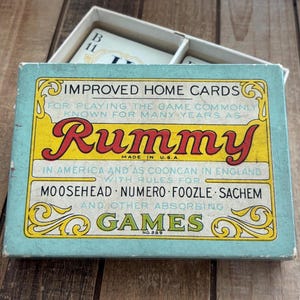 B
11
IMPROVED HOME CARDS
FOR PLAYING THE GAME COMMONLY
KNOWN FOR MANY YEARS AS
Rummy
MADE IN U.S.A.
IN AMERICA AND AS COONCAN IN ENGLAND
WITH RULES FOR
MOOSEHEAD · NUMERO · FOOZLE · SACHEM
AND OTHER ABSORBING
GAMES